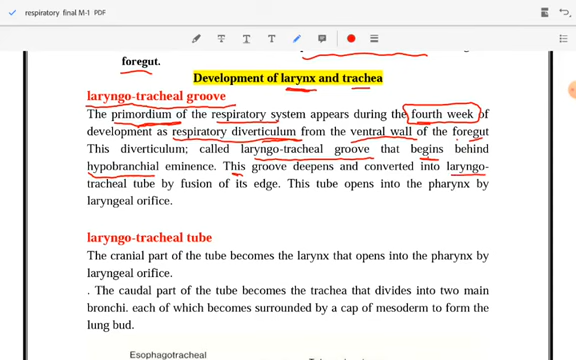 respiratory final M-1 PDF
foregut.
Development of larynx and trachea
laryngo-tracheal groove
The primordium of the respiratory system appears during the fourth week of
development as respiratory diverticulum from the ventral wall of the foregut
This diverticulum; called laryngo-tracheal groove that begins behind
hypobranchial eminence. This groove deepens and converted into laryngo-
tracheal tube by fusion of its edge. This tube opens into the pharynx by
laryngeal orifice.
laryngo-tracheal tube
The cranial part of the tube becomes the larynx that opens into the pharynx by
laryngeal orifice.
. The caudal part of the tube becomes the trachea that divides into two main
bronchi. each of which becomes surrounded by a cap of mesoderm to form the
lung bud.
Esophagotracheal